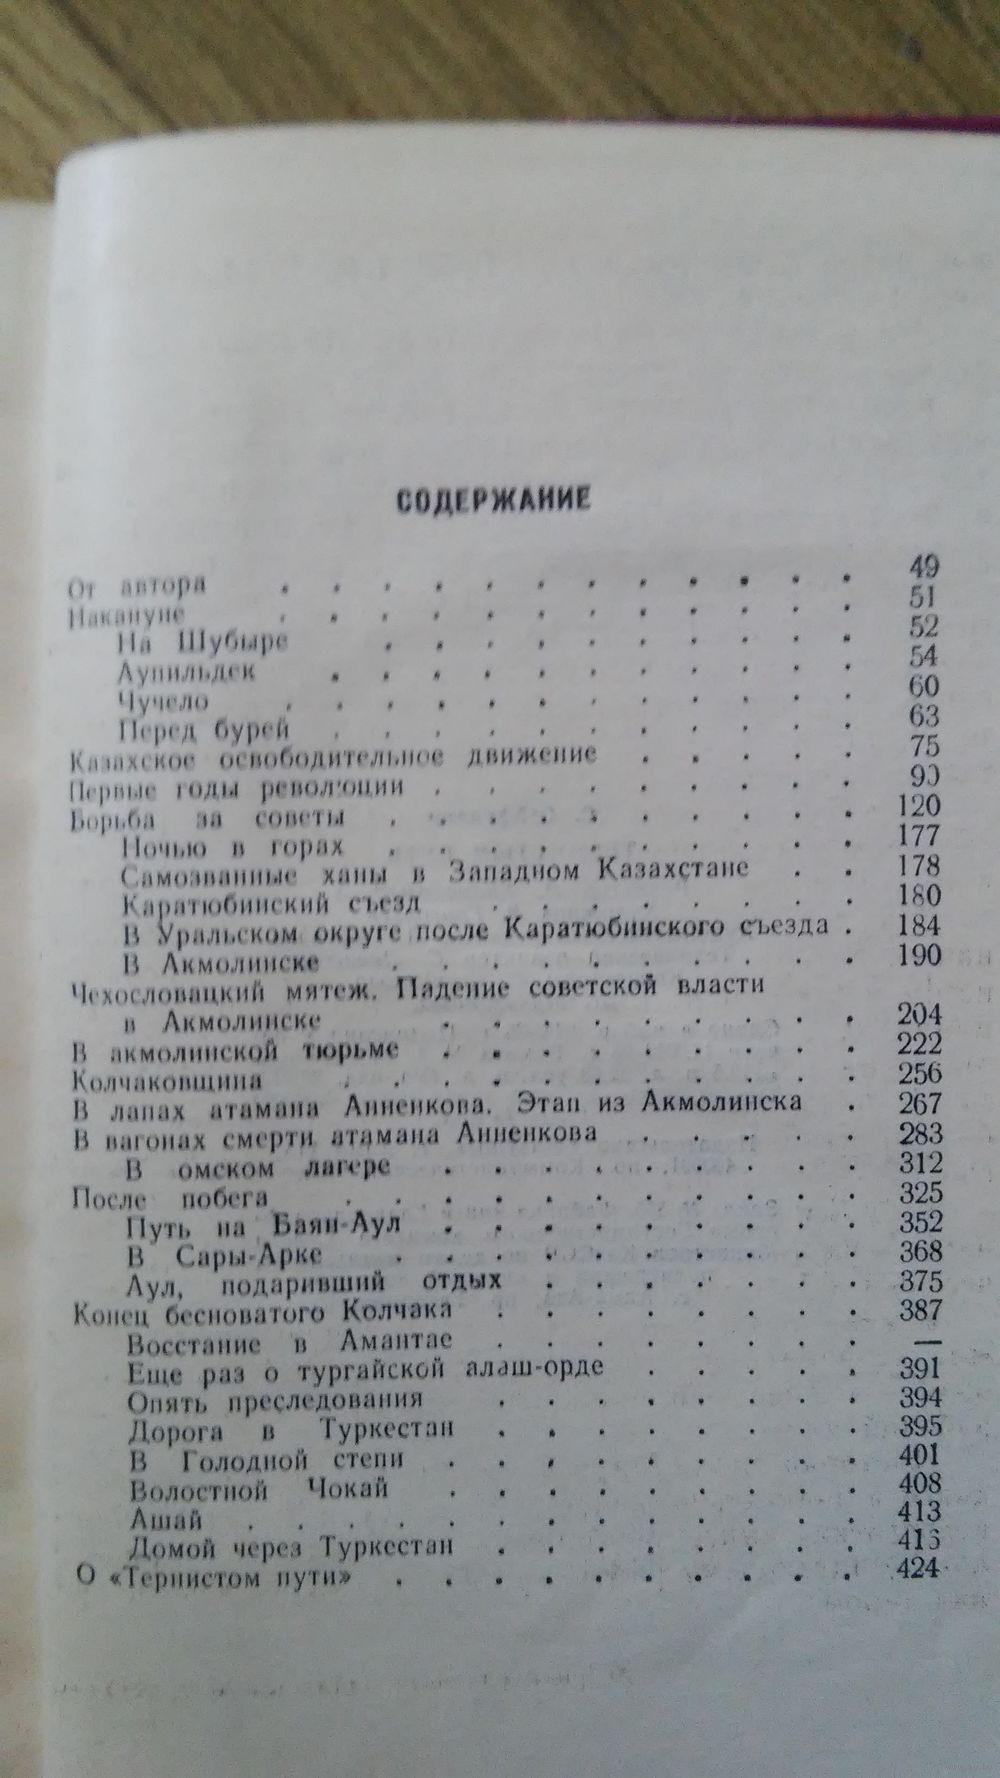 СОДЕРЖАНИЕ
От автора . . . . . . . . . . . . 49
Накануне . . . . . . . . . . . . 51
На Шубыре . . . . . . . . . . 52
Аупильдек . . . . . . . . . . . 54
Чучело . . . . . . . . . . . . 60
Перед бурей . . . . . . . . . . . 63
Казахское освободительное движение . . . . . 75
Первые годы революции . . . . . . . . . 90
Борьба за советы . . . . . . . . . . 120
Ночью в горах . . . . . . . . . . 177
Самозванные ханы в Западном Казахстане . . 178
Каратюбинский съезд . . . . . . . . 180
В Уральском округе после Каратюбинского съезда . 184
В Акмолинске . . . . . . . . . . 190
Чехословацкий мятеж. Падение советской власти
в Акмолинске . . . . . . . . . 204
В акмолинской тюрьме . . . . . . . . . 222
Колчаковщина . . . . . . . . . . . 256
В лапах атамана Анненкова. Этап из Акмолинска . 267
В вагонах смерти атамана Анненкова . . . . . 283
В омском лагере . . . . . . . . . 312
После побега . . . . . . . . . . . 325
Путь на Баян-Аул . . . . . . . . . 352
В Сары-Арке . . . . . . . . . . 368
Аул, подаривший отдых . . . . . . . 375
Конец бесноватого Колчака . . . . . . . . 387
Восстание в Амантае . . . . . . . —
Еще раз о тургайской алаш-орде . . . . . 391
Опять преследования . . . . . . . . 394
Дорога в Туркестан . . . . . . . . 395
В Голодной степи . . . . . . . . . 401
Волостной Чокай . . . . . . . . . 408
Ашай . . . . . . . . . . . . . 413
Домой через Туркестан . . . . . . . .
О «Тернистом пути» . . . . . . . . . . 424